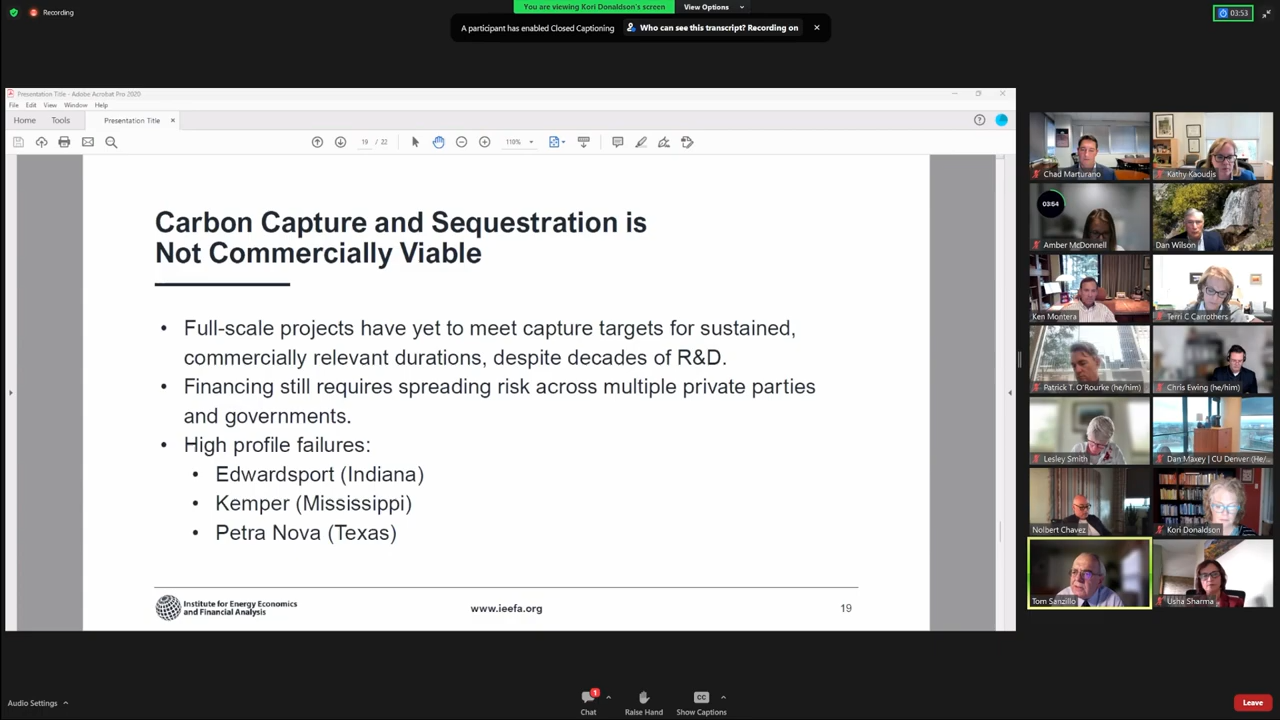 Recording
You are viewing Kori Donaldson's screen
View Options
03:53
A participant has enabled Closed Captioning
Who can see this transcript? Recording on
Presentation Title - Adobe Acrobat Pro 2020
File Edit View Window Help
Home Tools Presentation Title
19 / 22
110%
Carbon Capture and Sequestration is
Not Commercially Viable
• Full-scale projects have yet to meet capture targets for sustained,
commercially relevant durations, despite decades of R&D.
• Financing still requires spreading risk across multiple private parties
and governments.
• High profile failures:
• Edwardsport (Indiana)
• Kemper (Mississippi)
• Petra Nova (Texas)
Institute for Energy Economics
and Financial Analysis
www.ieefa.org
19
Chad Marturano
Kathy Kaoudis
03:54
Amber McDonnell
Dan Wilson
Ken Montera
Terri C Carrothers
Patrick T. O'Rourke (he/him)
Chris Ewing (he/him)
Lesley Smith
Dan Maxey | CU Denver (He/...
Nolbert Chavez
Kori Donaldson
Tom Sanzillo
Usha Sharma
Audio Settings
1
Chat
Raise Hand
CC
Show Captions
Leave